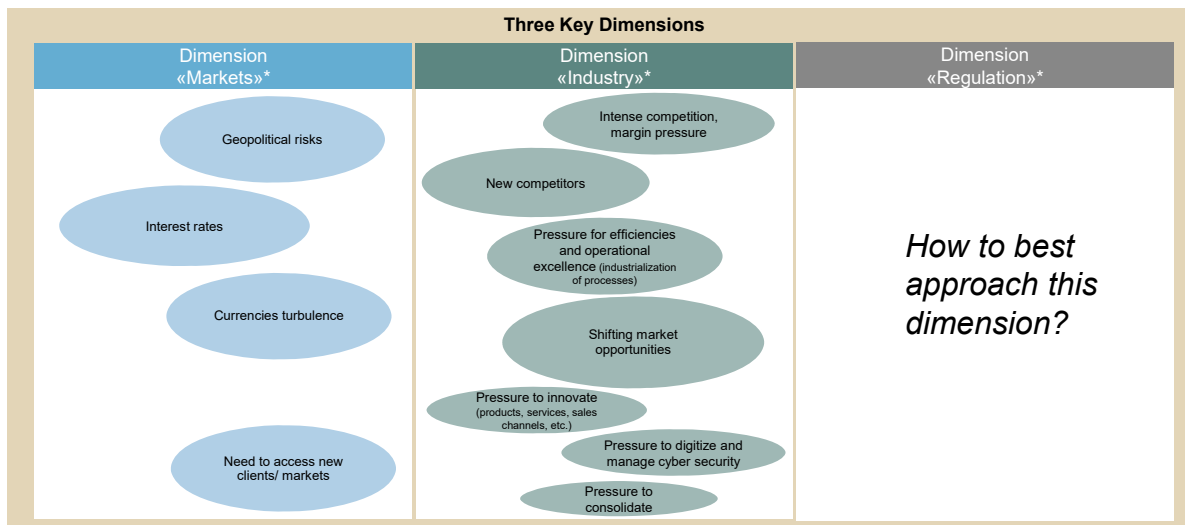 Three Key Dimensions
Dimension
«Markets»*
Geopolitical risks
Interest rates
Currencies turbulence
Need to access new
clients/ markets
Dimension
«Industry»*
Intense competition,
margin pressure
New competitors
Pressure for efficiencies
and operational
excellence (industrialization
of processes)
Shifting market
opportunities
Pressure to innovate
(products, services, sales
channels, etc.)
Pressure to digitize and
manage cyber security
Pressure to
consolidate
Dimension
«Regulation»*
How to best
approach this
dimension?